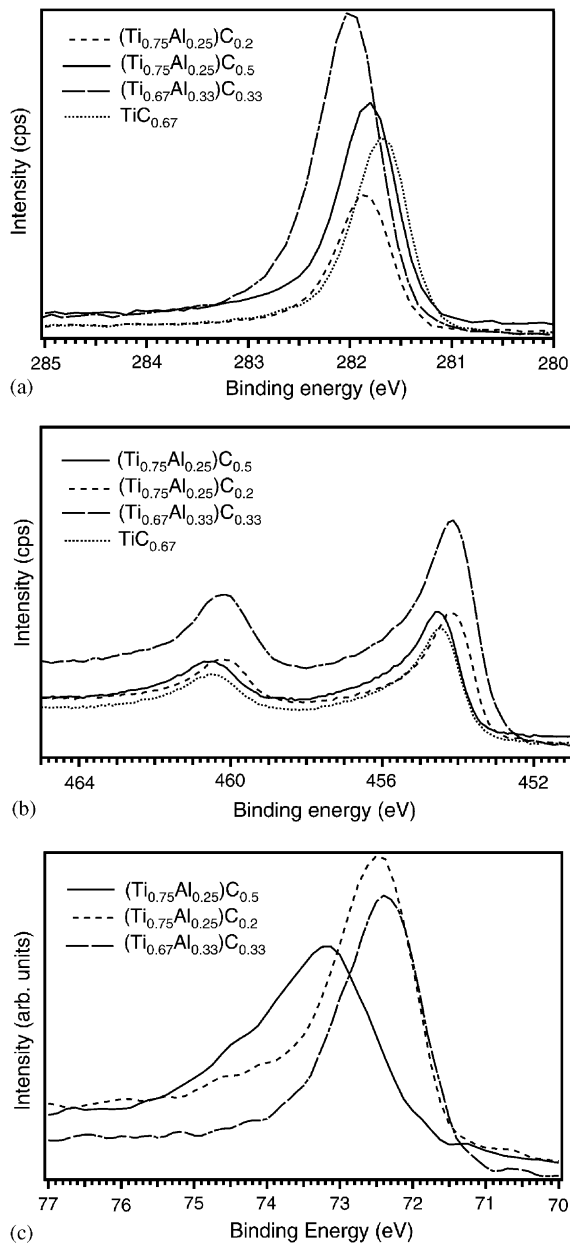 (Ti0.75Al0.25)C0.2
(Ti0.75Al0.25)C0.5
(Ti0.67Al0.33)C0.33
TiC0.67
Intensity (cps)
285 284 283 282 281 280
Binding energy (eV)
(a)
(Ti0.75Al0.25)C0.5
(Ti0.75Al0.25)C0.2
(Ti0.67Al0.33)C0.33
TiC0.67
Intensity (cps)
464 460 456 452
Binding energy (eV)
(b)
(Ti0.75Al0.25)C0.5
(Ti0.75Al0.25)C0.2
(Ti0.67Al0.33)C0.33
Intensity (arb. units)
77 76 75 74 73 72 71 70
Binding Energy (eV)
(c)